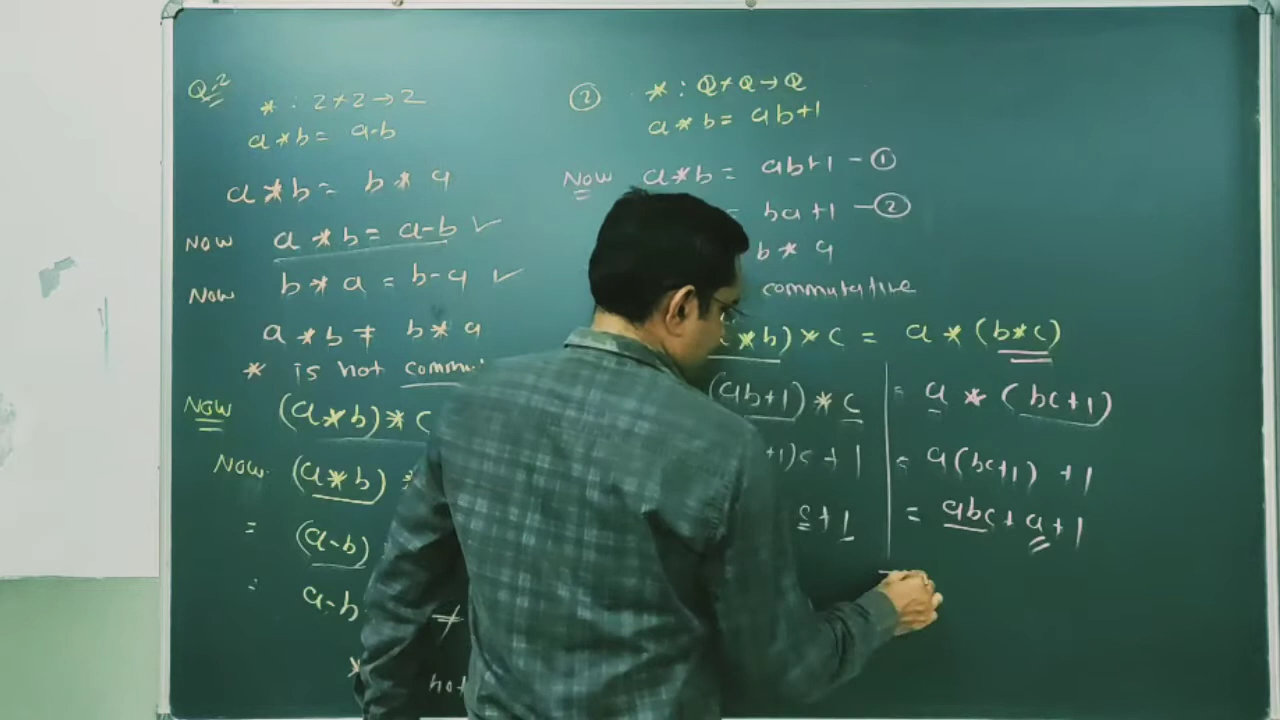 Q.2
* : Z * Z → Z
a * b = a-b
a * b = b * a
Now a * b = a-b ✓
Now b * a = b-a ✓
a * b ≠ b * a
* is not commu
Now (a * b) * c
Now (a * b) *
= (a-b)
= a-b
≠
*
not
② * : Q * Q → Q
a * b = ab+1
Now a * b = ab+1 - ①
= ba+1 - ②
b * a
commutative
* b) * c = a * (b * c)
(ab+1) * c = a * (bc+1)
+1)c + 1 = a(bc+1) + 1
c + 1 = abc + a + 1